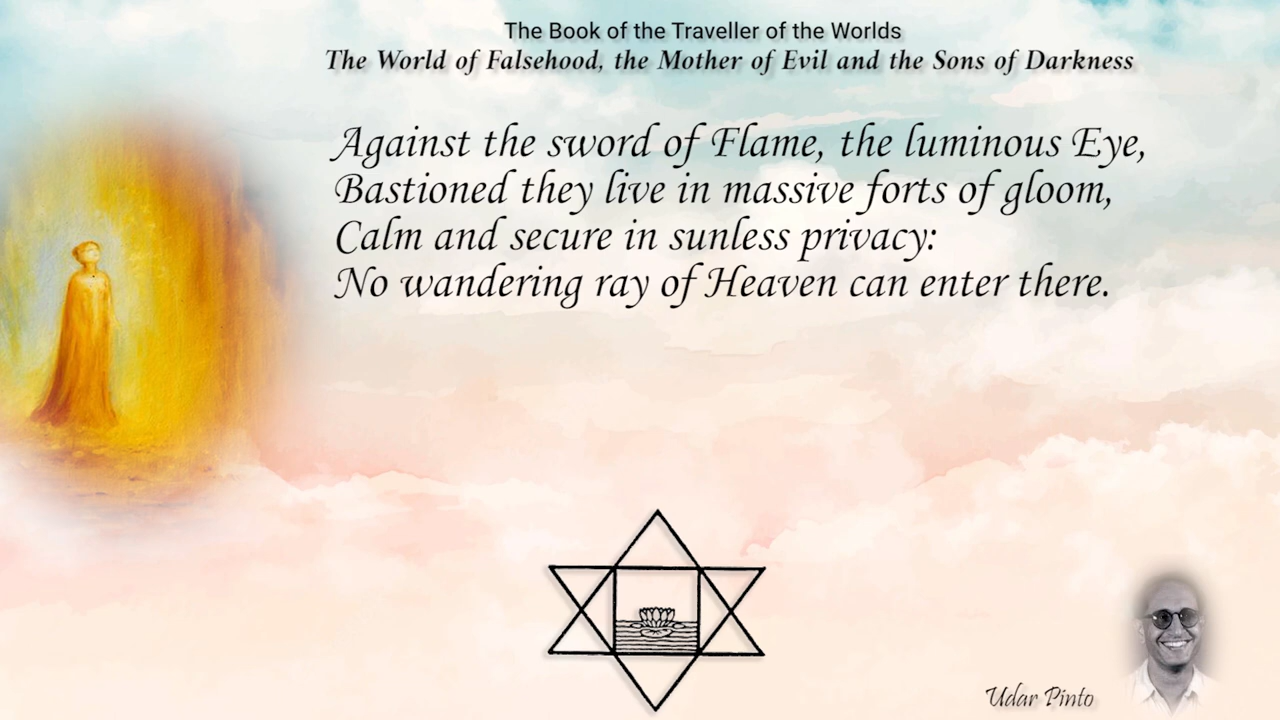 The Book of the Traveller of the Worlds
The World of Falsehood, the Mother of Evil and the Sons of Darkness
Against the sword of Flame, the luminous Eye,
Bastioned they live in massive forts of gloom,
Calm and secure in sunless privacy:
No wandering ray of Heaven can enter there.
Udar Pinto